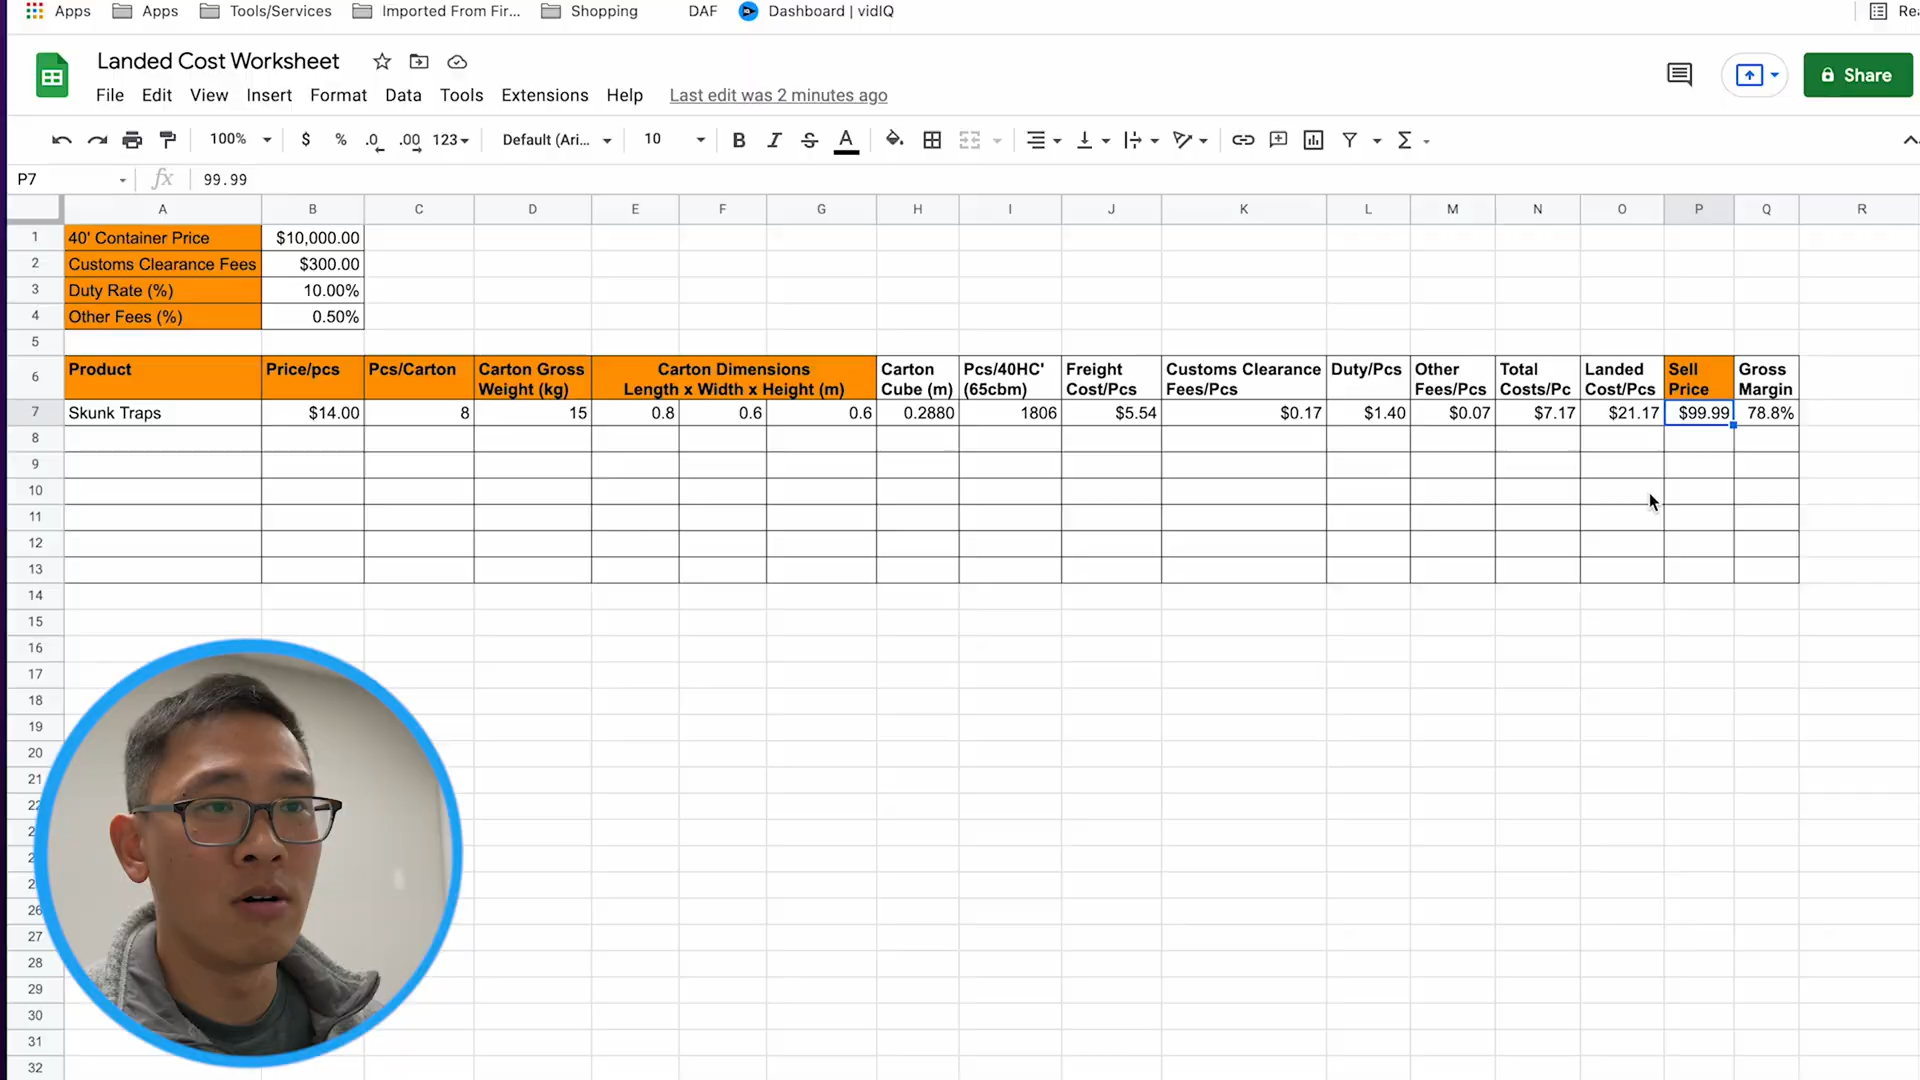 Apps Apps Tools/Services Imported From Fir... Shopping DAF Dashboard | vidIQ
Landed Cost Worksheet
Share
File Edit View Insert Format Data Tools Extensions Help Last edit was 2 minutes ago
100% $ % .0 .00 123 Default (Ari... 10 B I S A
P7 fx 99.99
A B C D E F G H I J K L M N O P Q R
1 40' Container Price $10,000.00
2 Customs Clearance Fees $300.00
3 Duty Rate (%) 10.00%
4 Other Fees (%) 0.50%
5
6 Product Price/pcs Pcs/Carton Carton Gross Weight (kg) Carton Dimensions Length x Width x Height (m) Carton Cube (m) Pcs/40HC' (65cbm) Freight Cost/Pcs Customs Clearance Fees/Pcs Duty/Pcs Other Fees/Pcs Total Costs/Pc Landed Cost/Pcs Sell Price Gross Margin
7 Skunk Traps $14.00 8 15 0.8 0.6 0.6 0.2880 1806 $5.54 $0.17 $1.40 $0.07 $7.17 $21.17 $99.99 78.8%
8
9
10
11
12
13
14
15
16
17
18
19
20
21
26
27
28
29
30
31
32